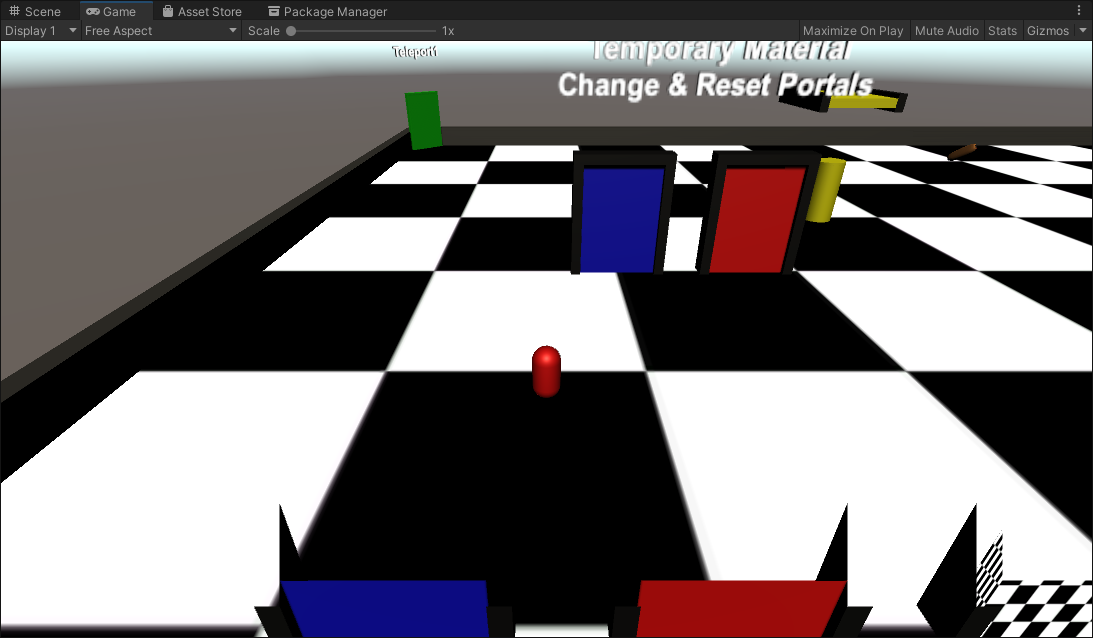 Scene Game Asset Store Package Manager
Display 1 Free Aspect Scale 1x Maximize On Play Mute Audio Stats Gizmos
Teleport1
Temporary Material
Change & Reset Portals